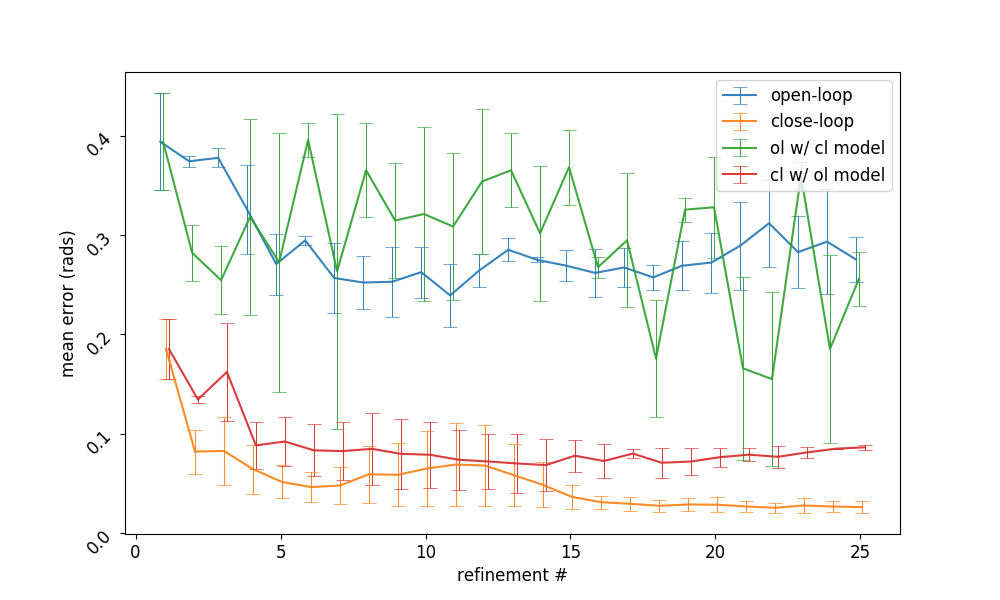 open-loop
close-loop
ol w/ cl model
cl w/ ol model
mean error (rads)
0.4
0.3
0.2
0.1
0.0
0 5 10 15 20 25
refinement #